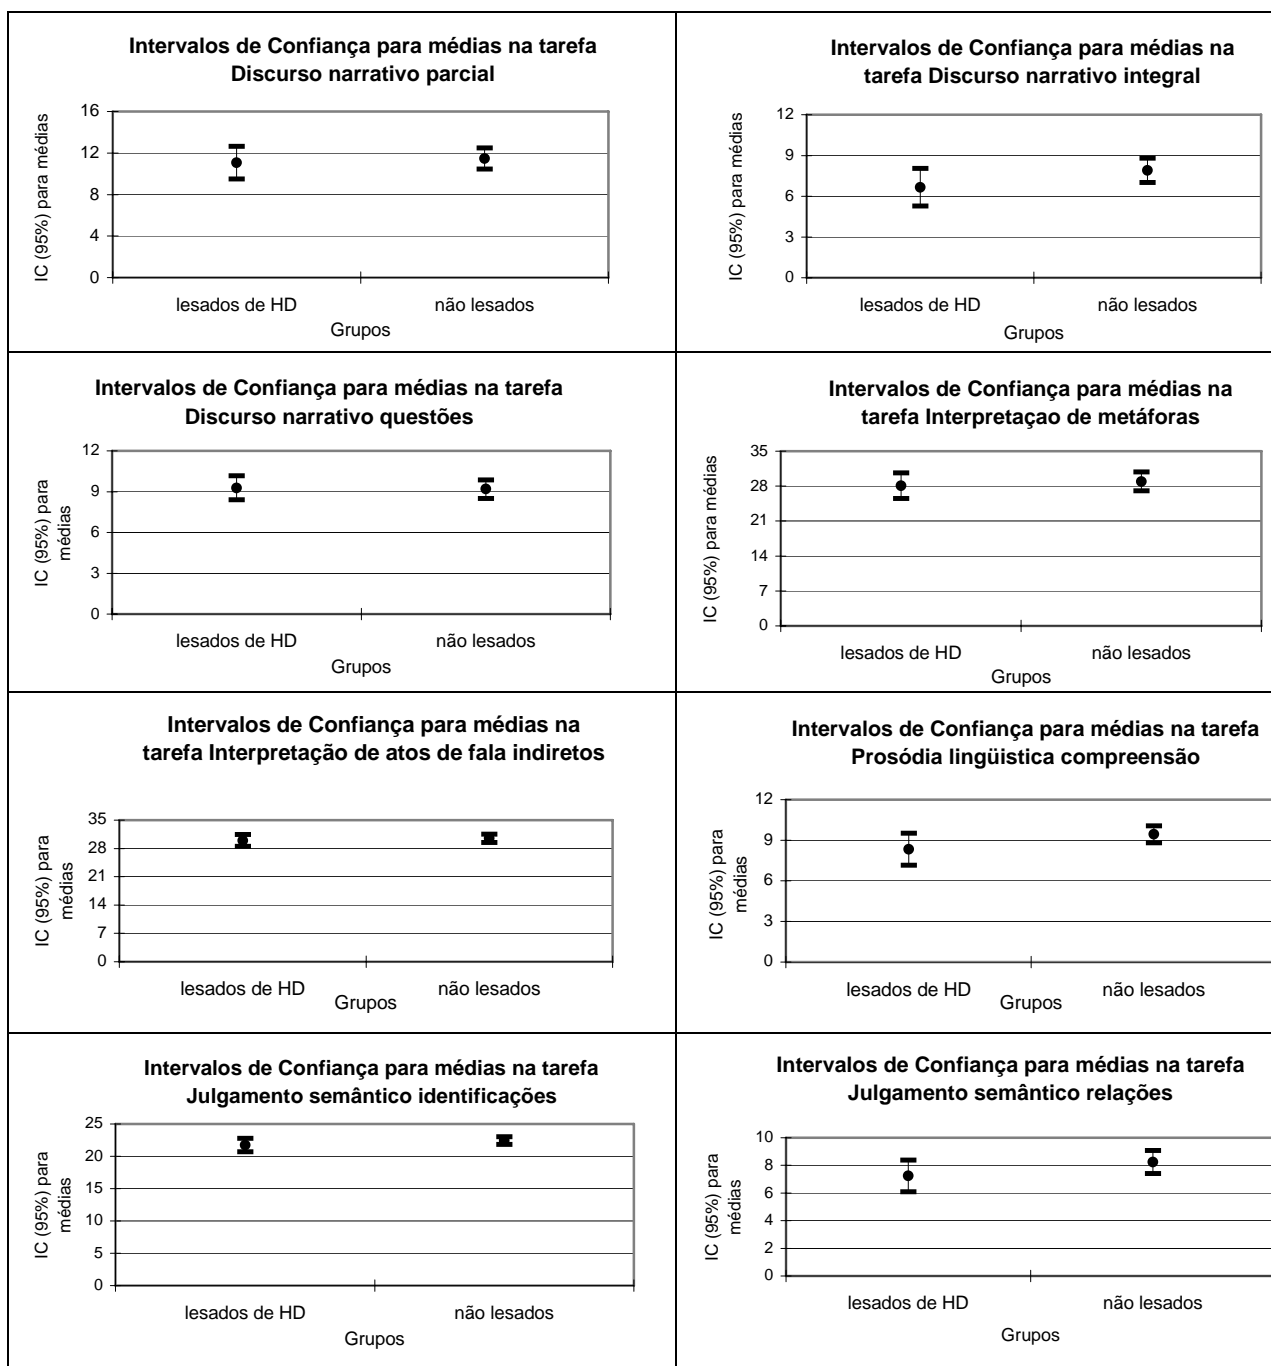 Intervalos de Confiança para médias na tarefa
Discurso narrativo parcial
IC (95%) para médias
16
12
8
4
0
lesados de HD
não lesados
Grupos
Intervalos de Confiança para médias na
tarefa Discurso narrativo integral
IC (95%) para médias
12
9
6
3
0
lesados de HD
não lesados
Grupos
Intervalos de Confiança para médias na tarefa
Discurso narrativo questões
IC (95%) para
médias
12
9
6
3
0
lesados de HD
não lesados
Grupos
Intervalos de Confiança para médias na
tarefa Interpretaçao de metáforas
IC (95%) para médias
35
28
21
14
7
0
lesados de HD
não lesados
Grupos
Intervalos de Confiança para médias na
tarefa Interpretação de atos de fala indiretos
IC (95%) para
médias
35
28
21
14
7
0
lesados de HD
não lesados
Grupos
Intervalos de Confiança para médias na tarefa
Prosódia lingüistica compreensão
IC (95%) para
médias
12
9
6
3
0
lesados de HD
não lesados
Grupos
Intervalos de Confiança para médias na tarefa
Julgamento semântico identificações
IC (95%) para
médias
25
20
15
10
5
0
lesados de HD
não lesados
Grupos
Intervalos de Confiança para médias na tarefa
Julgamento semântico relações
IC (95%) para
médias
10
8
6
4
2
0
lesados de HD
não lesados
Grupos